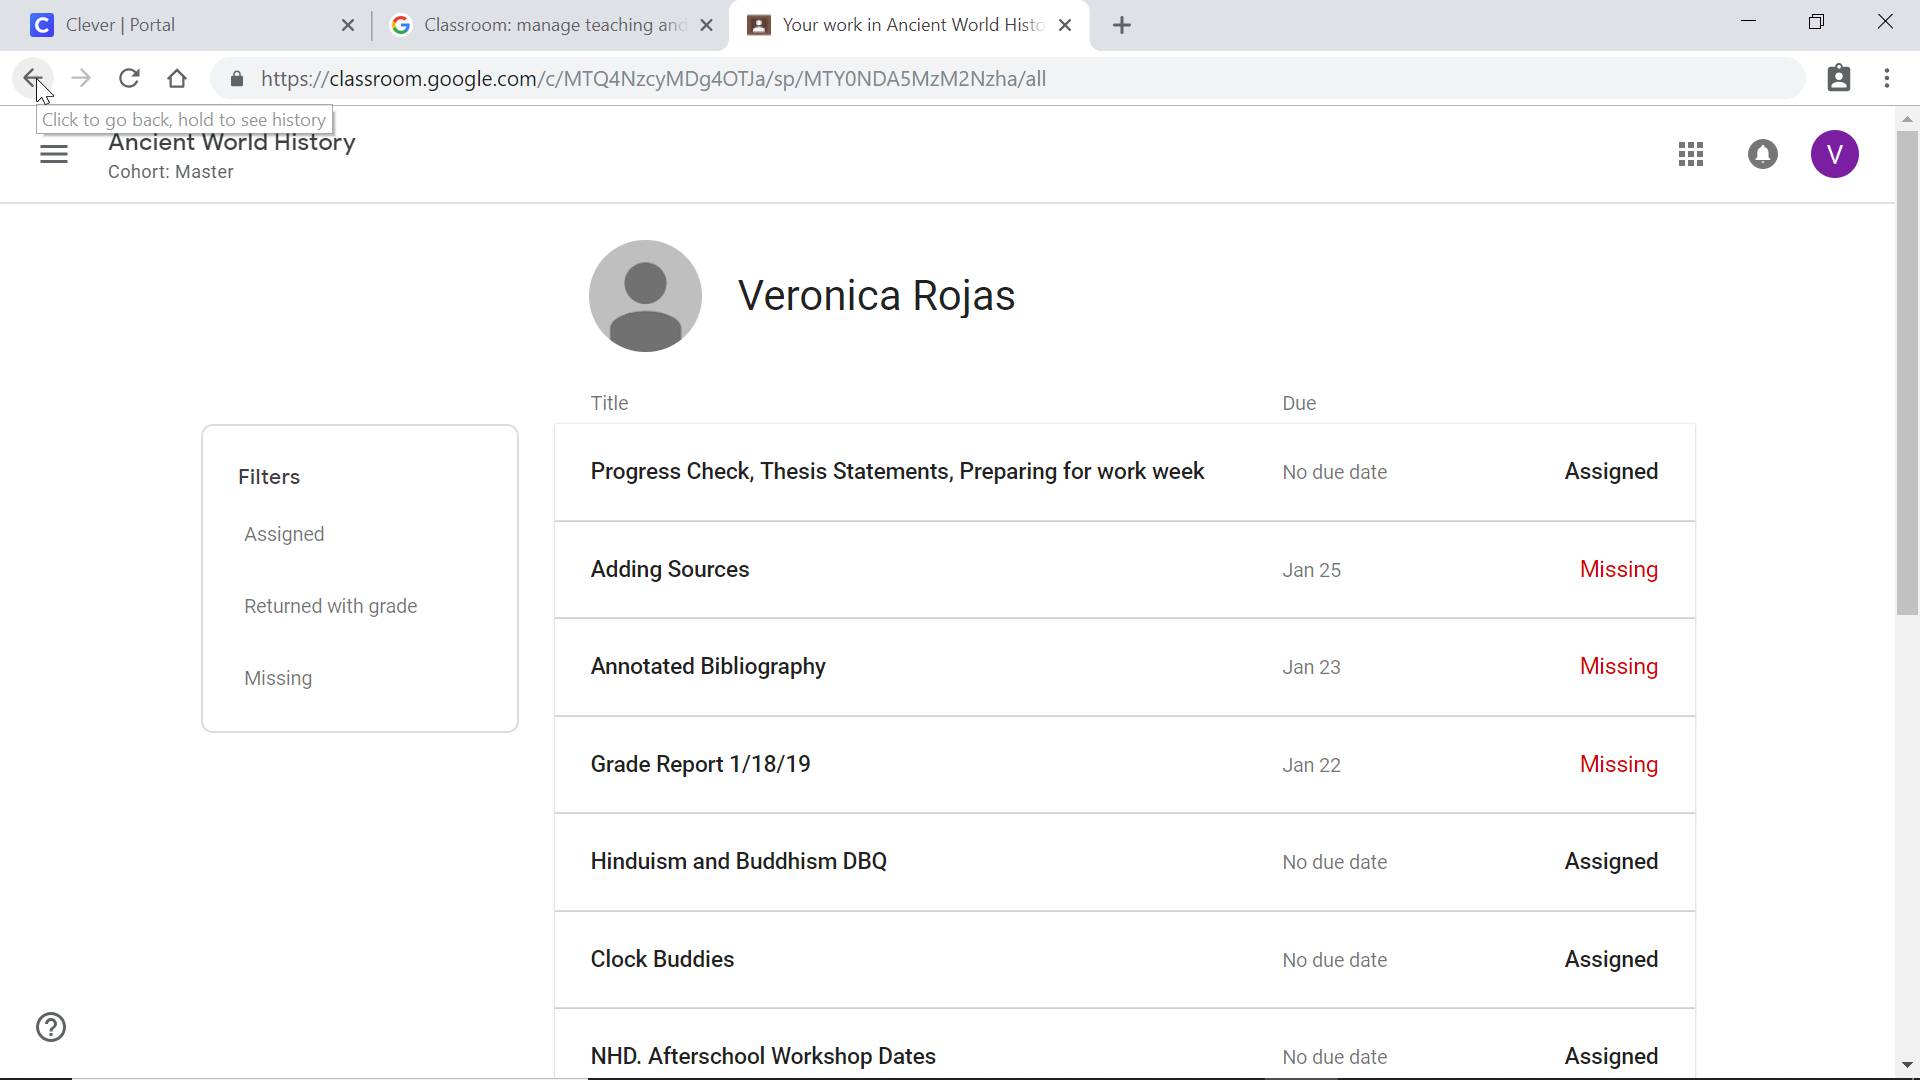 Clever | Portal
Classroom: manage teaching and
Your work in Ancient World Histo
https://classroom.google.com/c/MTQ4NzcyMDg4OTJa/sp/MTY0NDA5MzM2Nzha/all
Click to go back, hold to see history
Ancient World History
Cohort: Master
V
Veronica Rojas
Title Due
Filters
Assigned
Returned with grade
Missing
Progress Check, Thesis Statements, Preparing for work week No due date Assigned
Adding Sources Jan 25 Missing
Annotated Bibliography Jan 23 Missing
Grade Report 1/18/19 Jan 22 Missing
Hinduism and Buddhism DBQ No due date Assigned
Clock Buddies No due date Assigned
NHD. Afterschool Workshop Dates No due date Assigned